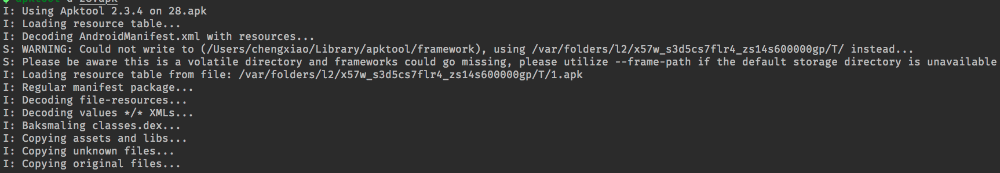 $ apktool d 28.apk
I: Using Apktool 2.3.4 on 28.apk
I: Loading resource table...
I: Decoding AndroidManifest.xml with resources...
S: WARNING: Could not write to (/Users/chengxiao/Library/apktool/framework), using /var/folders/l2/x57w_s3d5cs7flr4_zs14s600000gp/T/ instead...
S: Please be aware this is a volatile directory and frameworks could go missing, please utilize --frame-path if the default storage directory is unavailable
I: Loading resource table from file: /var/folders/l2/x57w_s3d5cs7flr4_zs14s600000gp/T/1.apk
I: Regular manifest package...
I: Decoding file-resources...
I: Decoding values */* XMLs...
I: Baksmaling classes.dex...
I: Copying assets and libs...
I: Copying unknown files...
I: Copying original files...